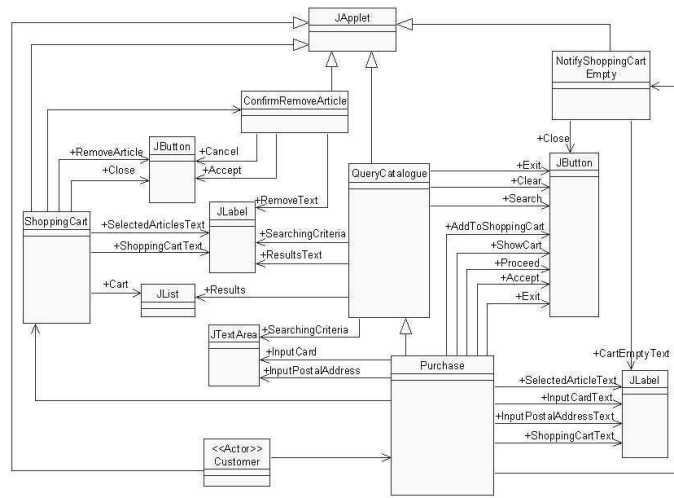 JApplet
NotifyShoppingCart
Empty
ConfirmRemoveArticle
+Close
+RemoveArticle
JButton
+Cancel
+Close
+Accept
JButton
+Exit
QueryCatalogue
+Clear
+RemoveText
+Search
ShoppingCart
+SelectedArticlesText
JLabel
+AddToShoppingCart
+SearchingCriteria
+ShoppingCartText
+ShowCart
+ResultsText
+Proceed
+Cart
JList
+Results
+Accept
+Exit
JTextArea
+SearchingCriteria
+InputCard
+CartEmptyText
+InputPostalAddress
Purchase
+SelectedArticleText
JLabel
+InputCardText
+InputPostalAddressText
+ShoppingCartText
<<Actor>>
Customer